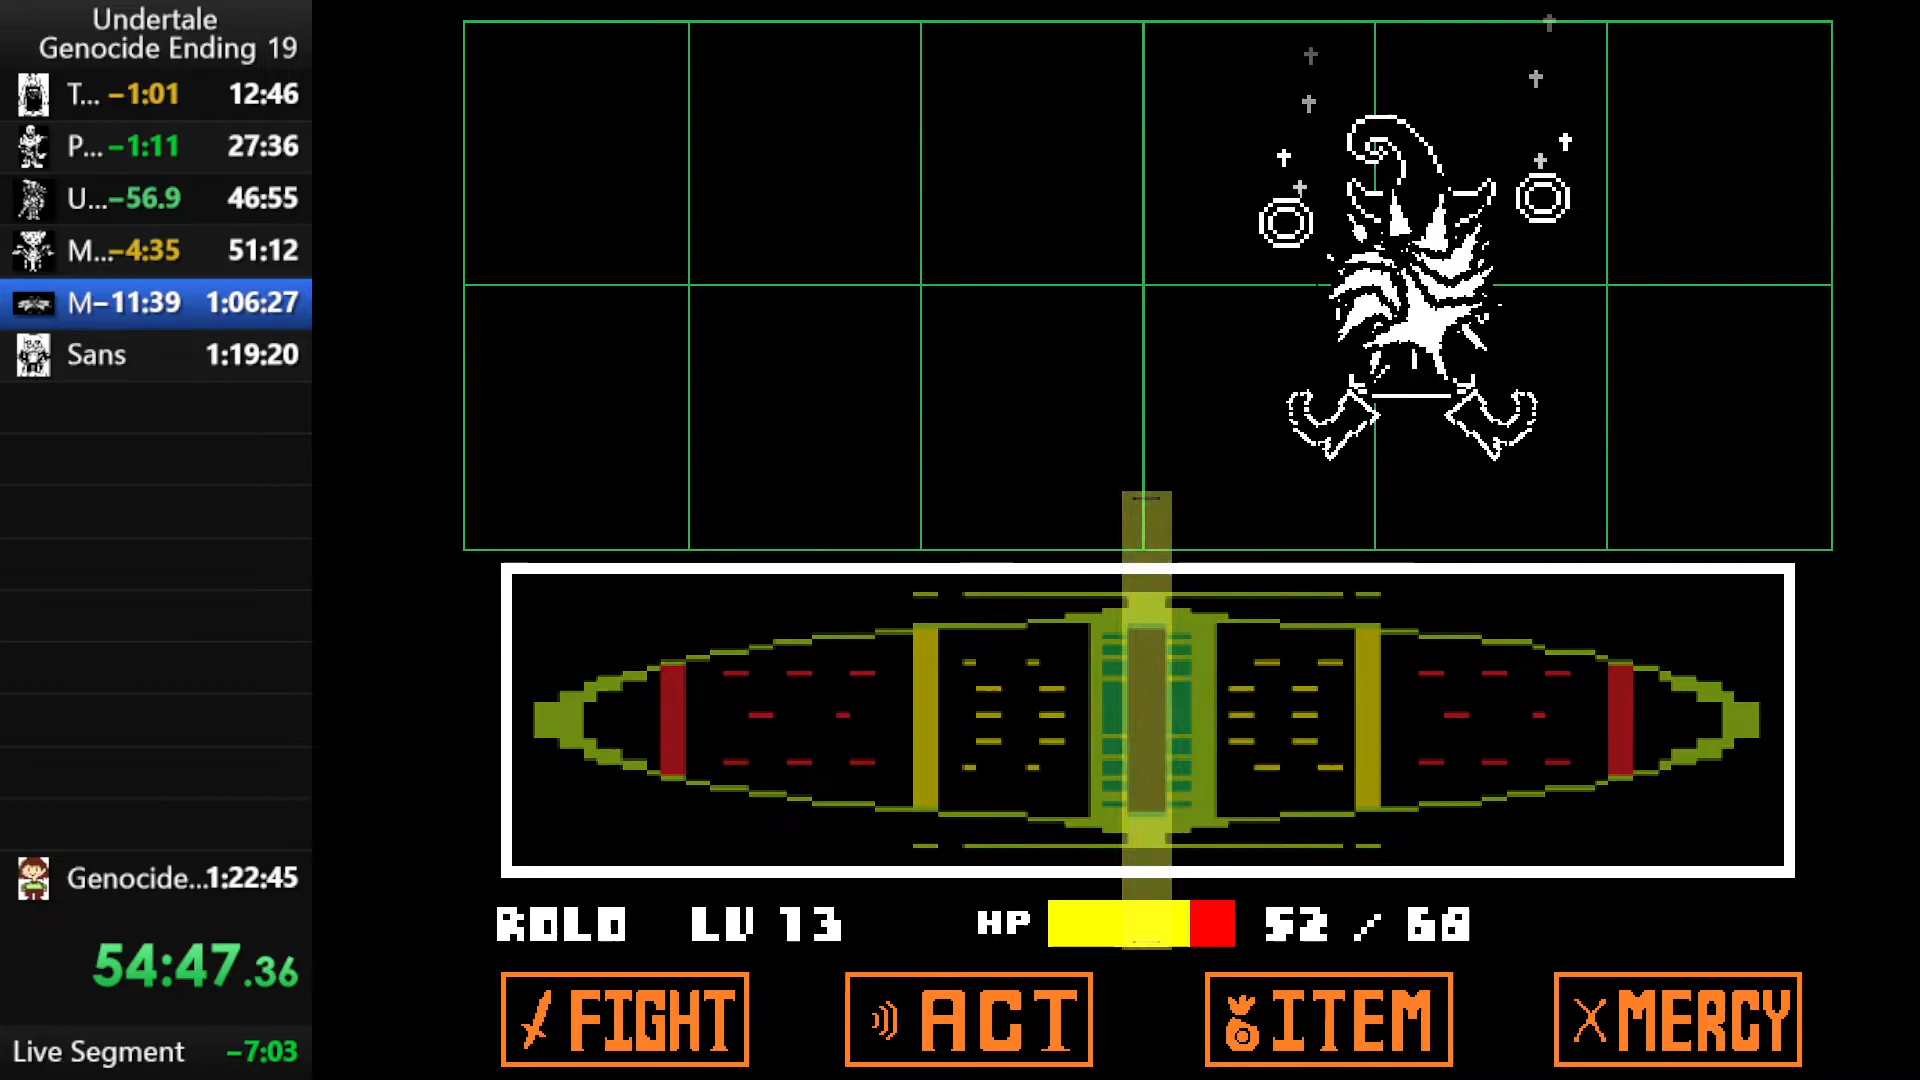 Undertale
Genocide Ending 19
T... −1:01 12:46
P... −1:11 27:36
U...−56.9 46:55
M...−4:35 51:12
M−11:39 1:06:27
Sans 1:19:20
Genocide...1:22:45
54:47.36
Live Segment −7:03
ROLO LV 13 HP 52 / 68
FIGHT ACT ITEM MERCY